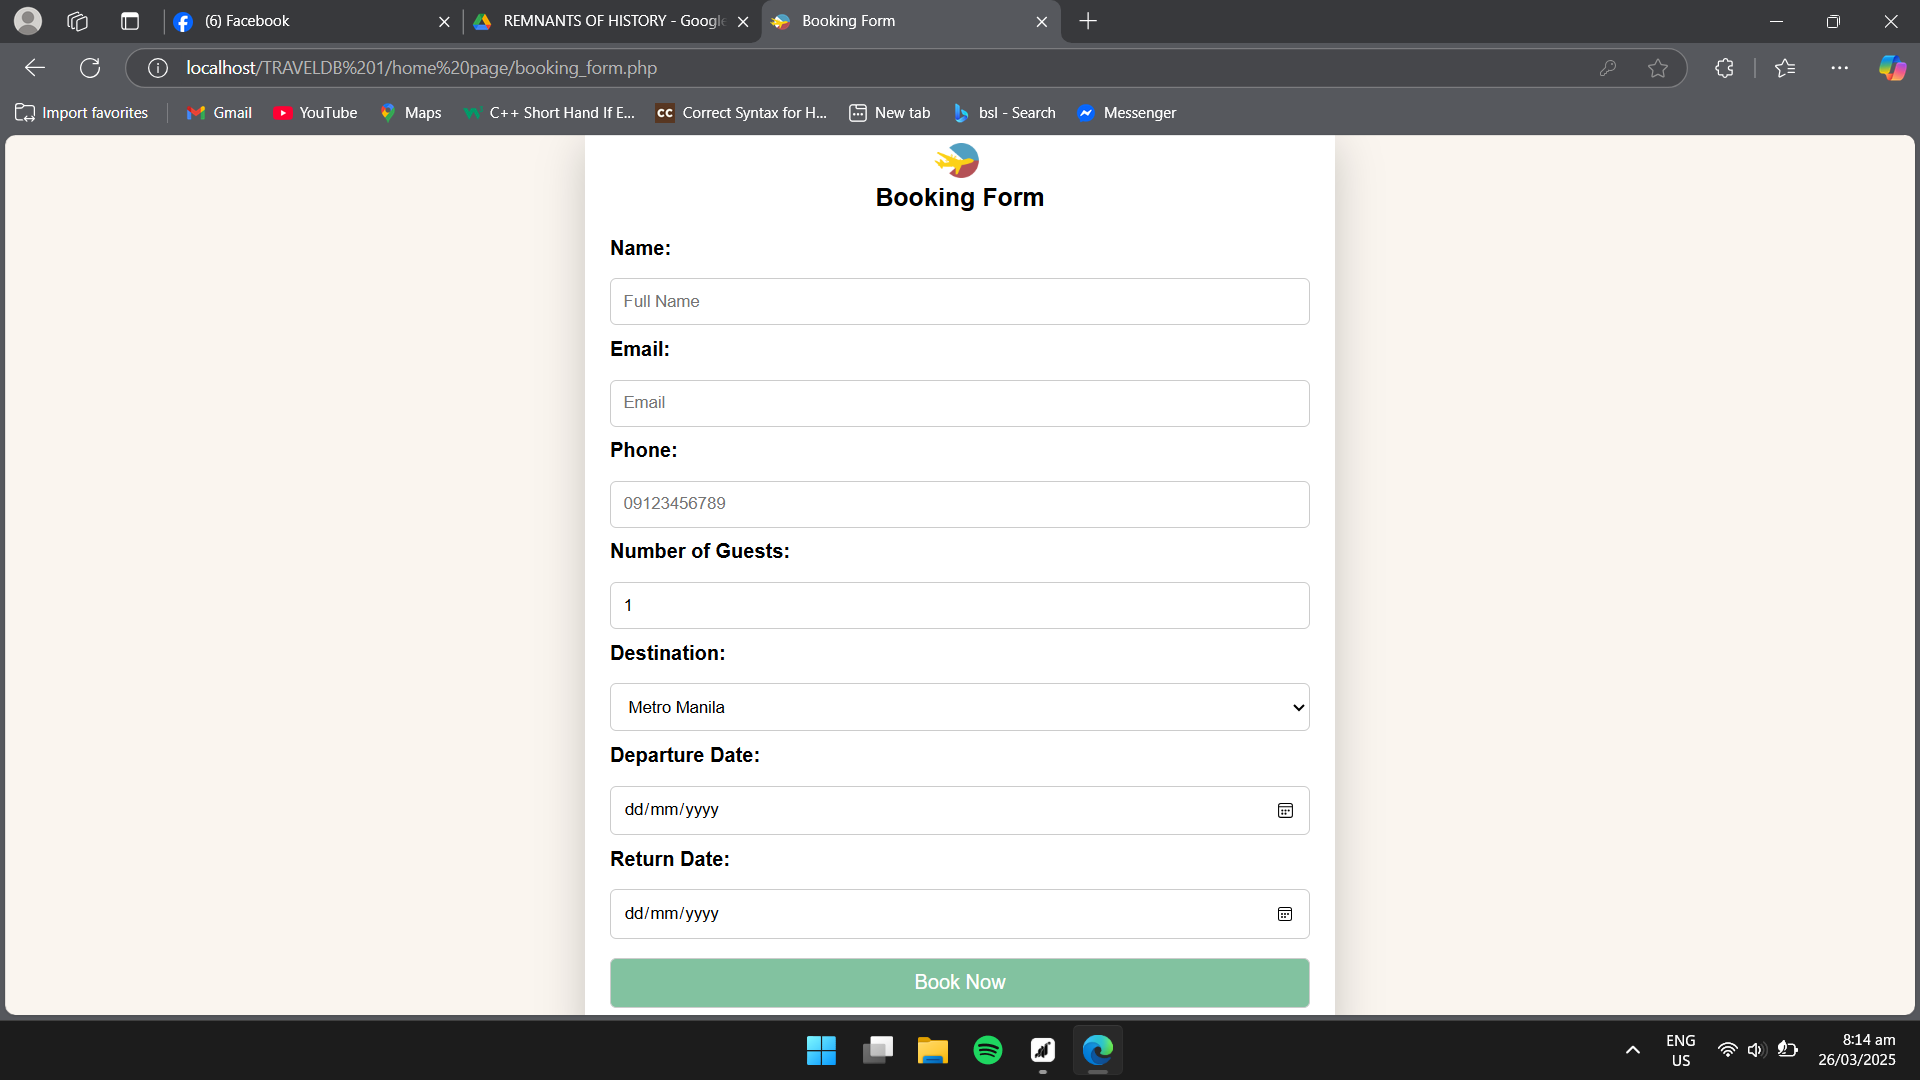 (6) Facebook
REMNANTS OF HISTORY - Google
Booking Form
localhost/TRAVELDB%201/home%20page/booking_form.php
Import favorites
Gmail
YouTube
Maps
C++ Short Hand If E...
CC
Correct Syntax for H...
New tab
bsl - Search
Messenger
Booking Form
Name:
Full Name
Email:
Email
Phone:
09123456789
Number of Guests:
1
Destination:
Metro Manila
Departure Date:
dd/mm/yyyy
Return Date:
dd/mm/yyyy
Book Now
ENG
US
8:14 am
26/03/2025